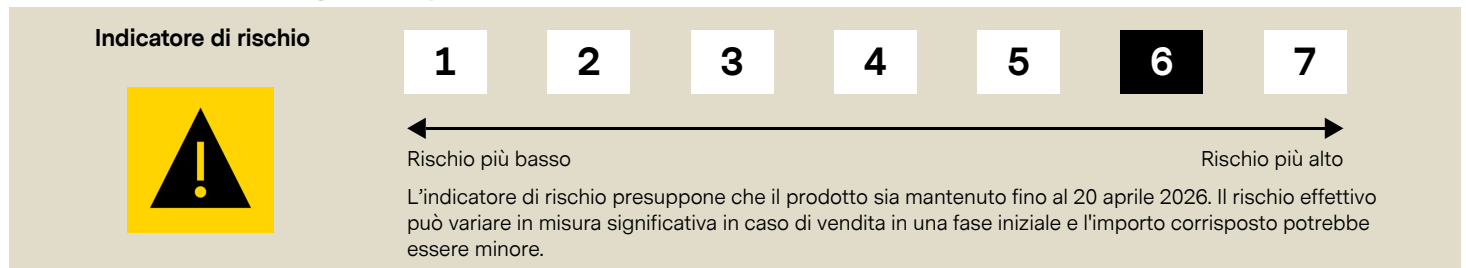 Indicatore di rischio
1 2 3 4 5 6 7
Rischio più basso Rischio più alto
L'indicatore di rischio presuppone che il prodotto sia mantenuto fino al 20 aprile 2026. Il rischio effettivo
può variare in misura significativa in caso di vendita in una fase iniziale e l'importo corrisposto potrebbe
essere minore.